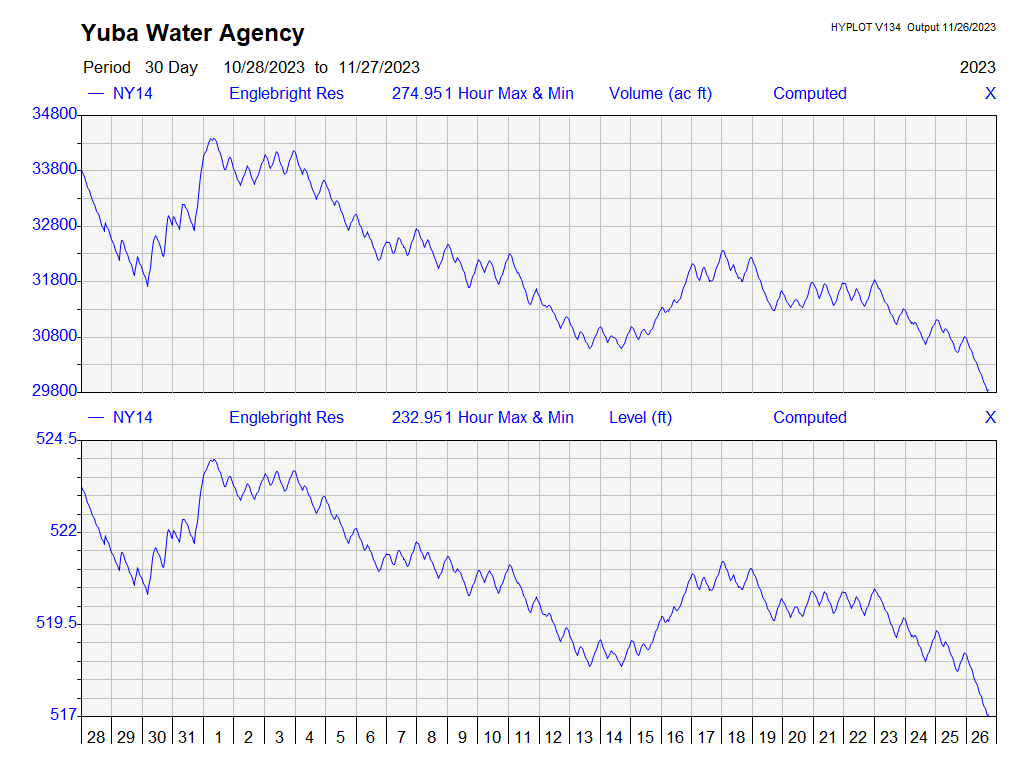 Yuba Water Agency
HYPLOT V134 Output 11/26/2023
Period 30 Day 10/28/2023 to 11/27/2023 2023
— NY14 Englebright Res 274.951 Hour Max & Min Volume (ac ft) Computed X
34800
33800
32800
31800
30800
29800
— NY14 Englebright Res 232.951 Hour Max & Min Level (ft) Computed X
524.5
522
519.5
517
28 29 30 31 1 2 3 4 5 6 7 8 9 10 11 12 13 14 15 16 17 18 19 20 21 22 23 24 25 26